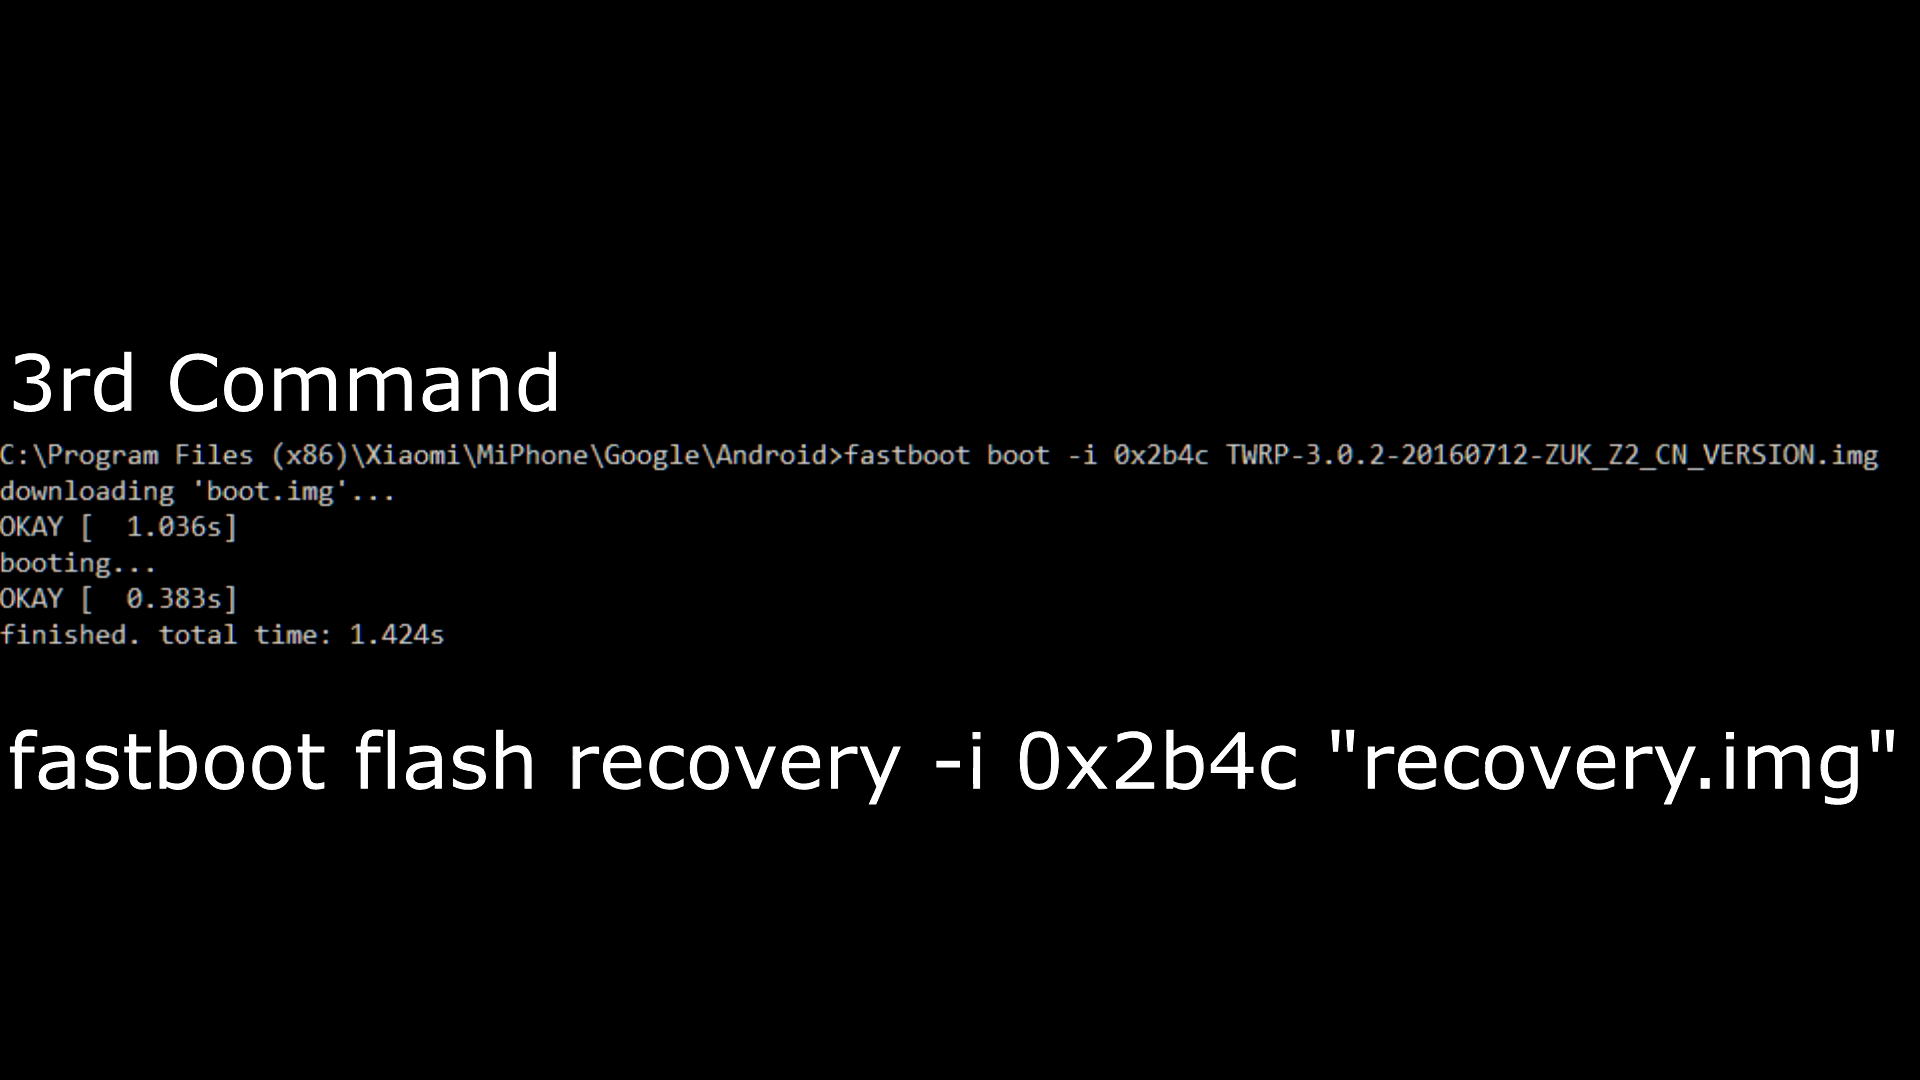 3rd Command
C:\Program Files (x86)\Xiaomi\MiPhone\Google\Android>fastboot boot -i 0x2b4c TWRP-3.0.2-20160712-ZUK_Z2_CN_VERSION.img
downloading 'boot.img'...
OKAY [  1.036s]
booting...
OKAY [  0.383s]
finished. total time: 1.424s
fastboot flash recovery -i 0x2b4c "recovery.img"